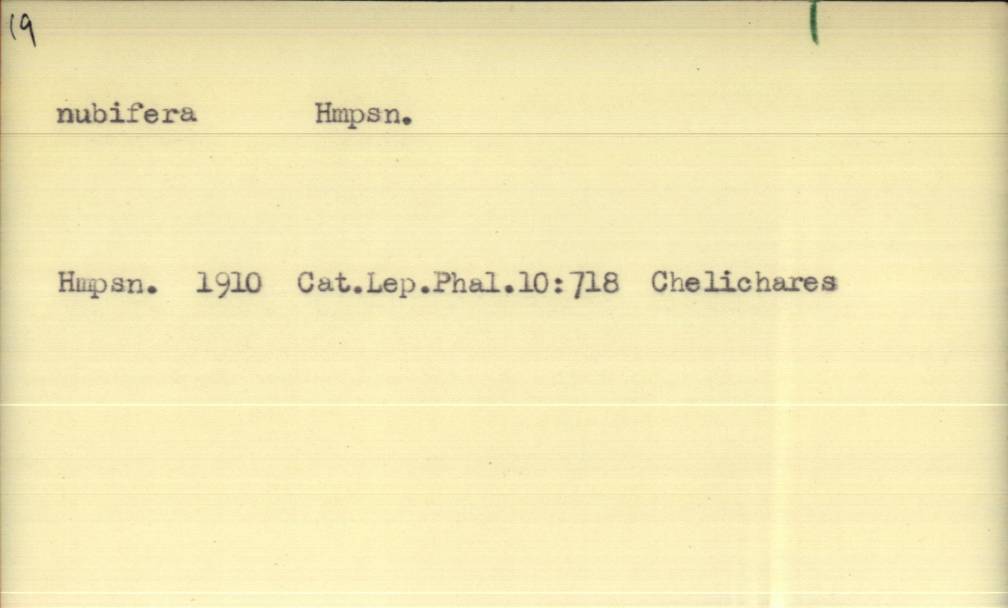 19
nubifera Hmpsn.
Hmpsn. 1910 Cat.Lep.Phal.10:718 Chelichares